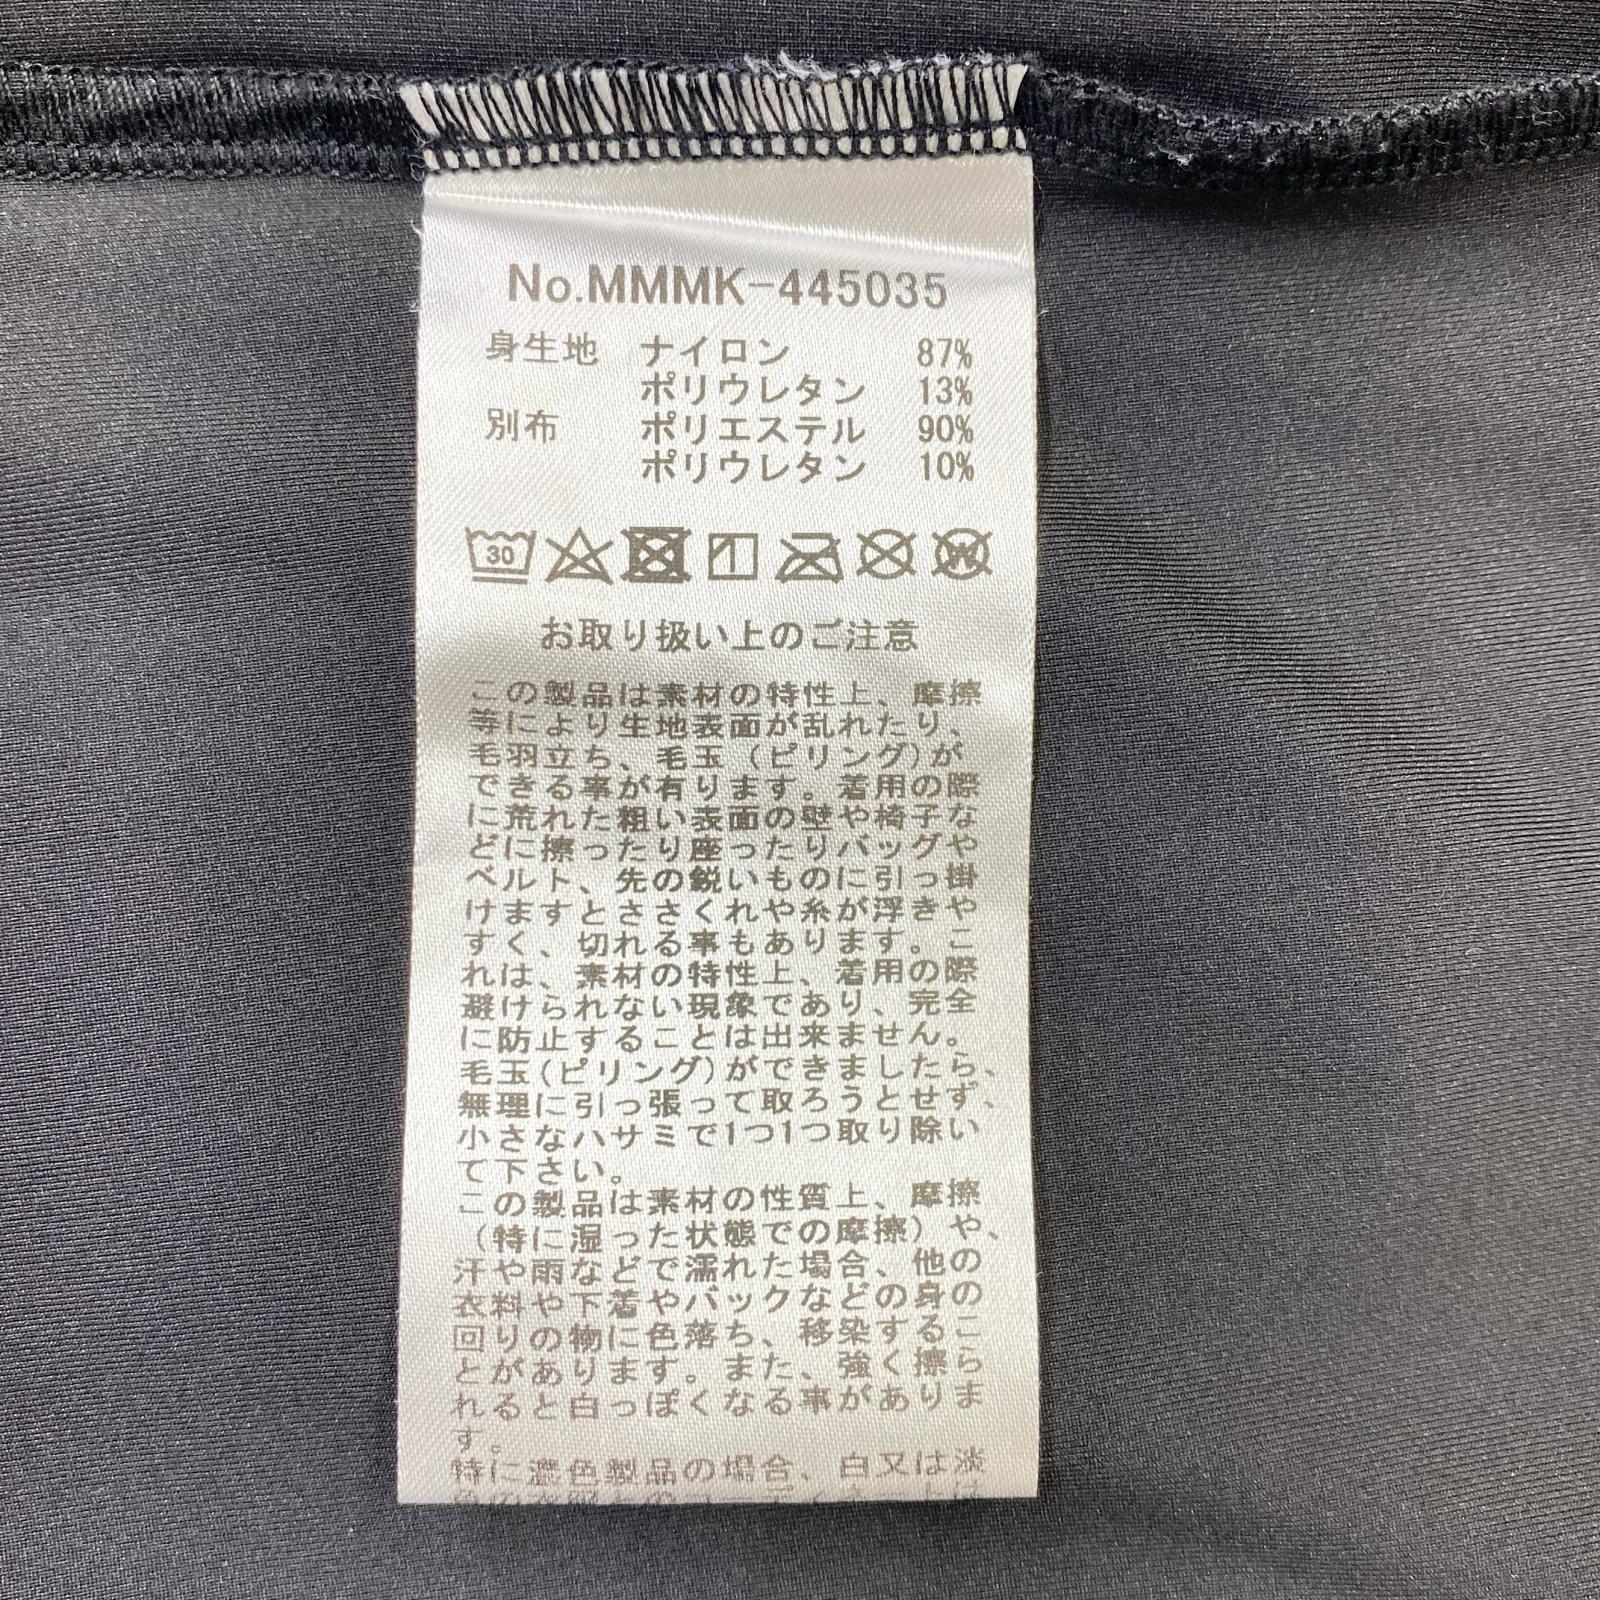 No.MMMK-445035
身生地 ナイロン 87%
ポリウレタン 13%
別布 ポリエステル 90%
ポリウレタン 10%
30
お取り扱い上のご注意
この製品は素材の特性上、摩擦
等により生地表面が乱れたり、
毛羽立ち、毛玉(ピリング)が
できる事が有ります。着用の際
に荒れた粗い表面の壁や椅子な
どに擦ったり座ったりバッグや
ベルト、先の鋭いものに引っ掛
けますとささくれや糸が浮きや
すく、切れる事もあります。こ
れは、素材の特性上、着用の際
避けられない現象であり、完全
に防止することは出来ません。
毛玉(ピリング)ができましたら、
無理に引っ張って取ろうとせず、
小さなハサミで1つ1つ取り除い
て下さい。
この製品は素材の性質上、摩擦
(特に湿った状態での摩擦)や、
汗や雨などで濡れた場合、他の
衣料や下着やバックなどの身の
回りの物に色落ち、移染するこ
とがあります。また、強く擦ら
れると白っぽくなる事がありま
す。
特に濃色製品の場合、白又は淡